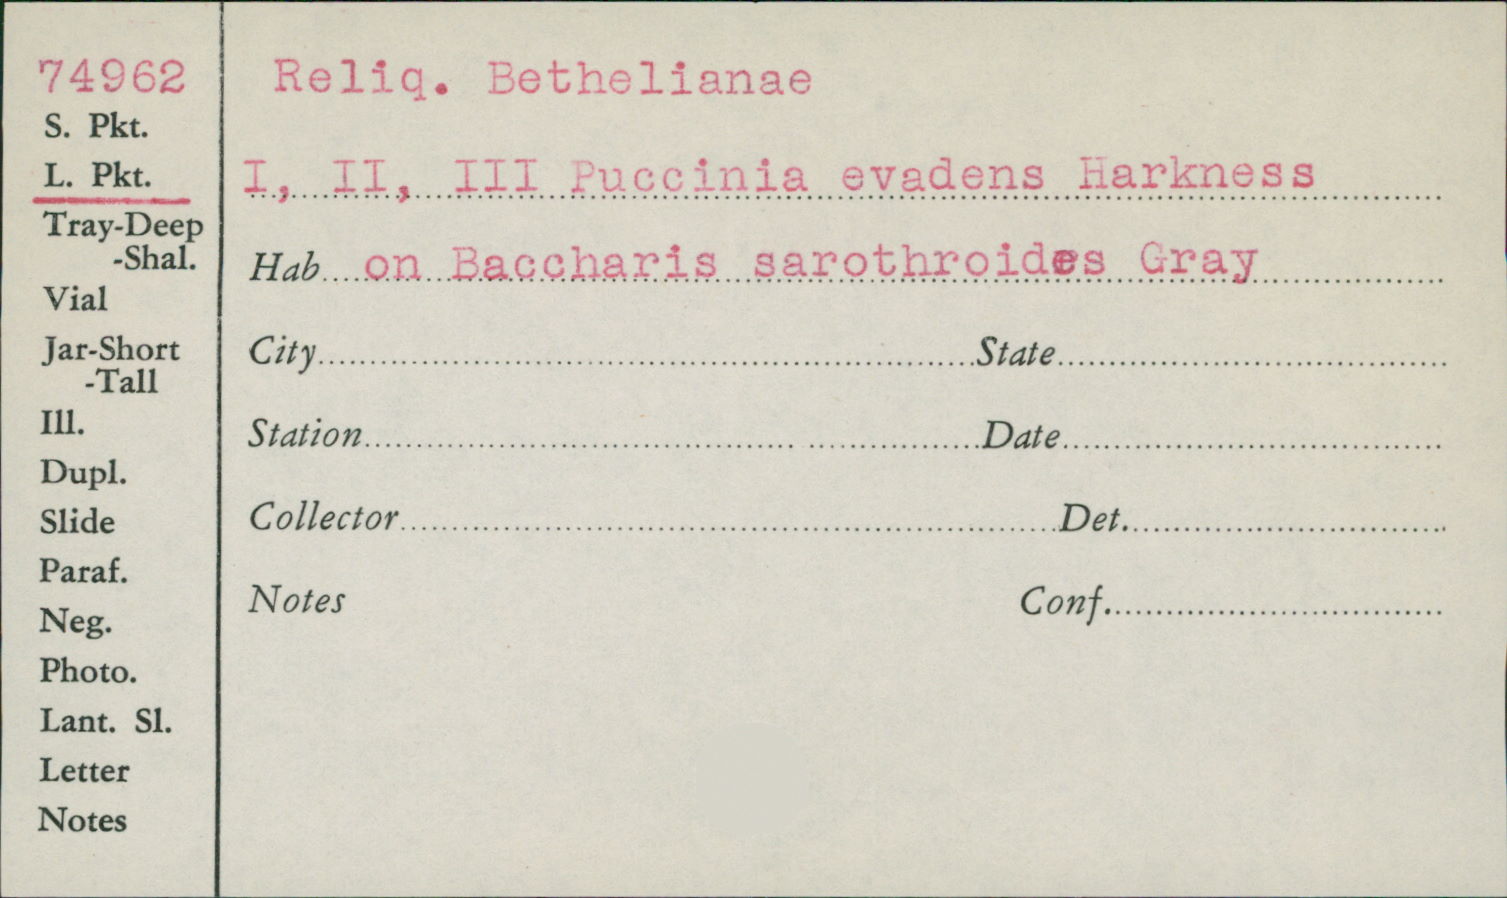 74962
Reliq. Bethelianae
S. Pkt.
L. Pkt.
Tray-Deep
-Shal.
Vial
Jar-Short
-Tall
Ill.
Dupl.
Slide
Paraf.
Neg.
Photo.
Lant. Sl.
Letter
Notes
I, II, III Puccinia evadens Harkness
Hab on Baccharis sarothroides Gray
City State
Station Date
Collector Det.
Notes Conf.